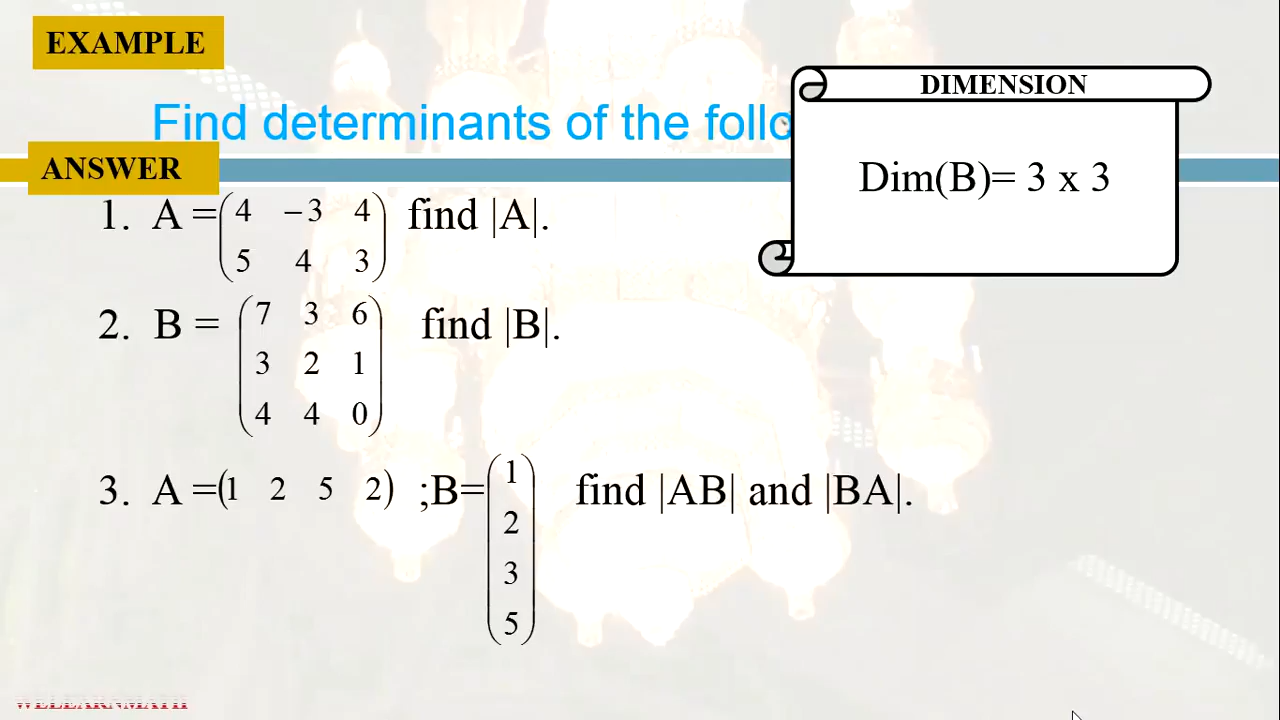 EXAMPLE
DIMENSION
Find determinants of the follo
Dim(B)= 3 x 3
ANSWER
1. A = (4 −3 4) find |A|.
5 4 3
2. B = (7 3 6) find |B|.
3 2 1
4 4 0
3. A =(1 2 5 2) ;B= (1 find |AB| and |BA|.
2
3
5)
WELEARNMATH